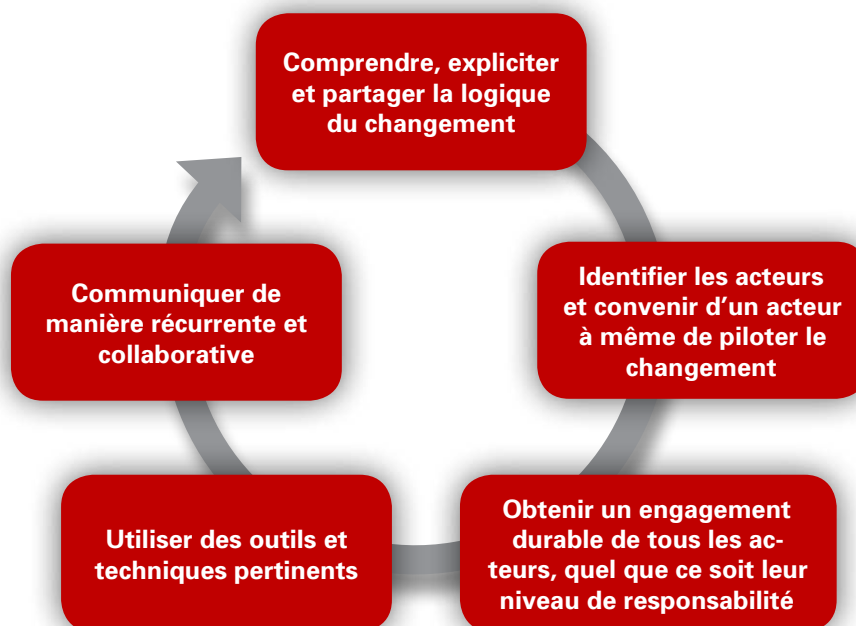 Comprendre, expliciter
et partager la logique
du changement
Identifier les acteurs
et convenir d’un acteur
à même de piloter le
changement
Obtenir un engagement
durable de tous les ac-
teurs, quel que ce soit leur
niveau de responsabilité
Utiliser des outils et
techniques pertinents
Communiquer de
manière récurrente et
collaborative